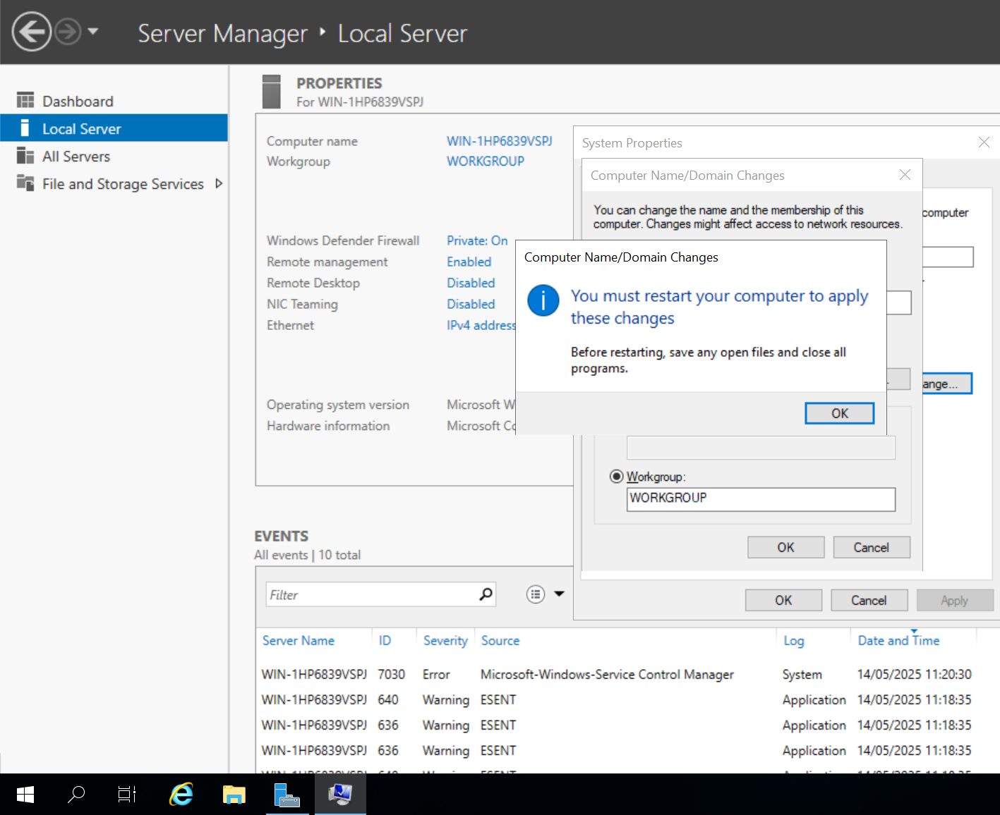 Server Manager ‣ Local Server
Dashboard
Local Server
All Servers
File and Storage Services
PROPERTIES
For WIN-1HP6839VSPJ
Computer name WIN-1HP6839VSPJ
Workgroup WORKGROUP
Windows Defender Firewall Private: On
Remote management Enabled
Remote Desktop Disabled
NIC Teaming Disabled
Ethernet IPv4 address
Operating system version Microsoft W
Hardware information Microsoft Co
System Properties
Computer Name/Domain Changes
You can change the name and the membership of this
computer. Changes might affect access to network resources.
computer
Computer Name/Domain Changes
You must restart your computer to apply
these changes
Before restarting, save any open files and close all
programs.
OK
ange...
Workgroup:
WORKGROUP
OK Cancel
OK Cancel Apply
EVENTS
All events | 10 total
Filter
Server Name ID Severity Source Log Date and Time
WIN-1HP6839VSPJ 7030 Error Microsoft-Windows-Service Control Manager System 14/05/2025 11:20:30
WIN-1HP6839VSPJ 640 Warning ESENT Application 14/05/2025 11:18:35
WIN-1HP6839VSPJ 636 Warning ESENT Application 14/05/2025 11:18:35
WIN-1HP6839VSPJ 636 Warning ESENT Application 14/05/2025 11:18:35